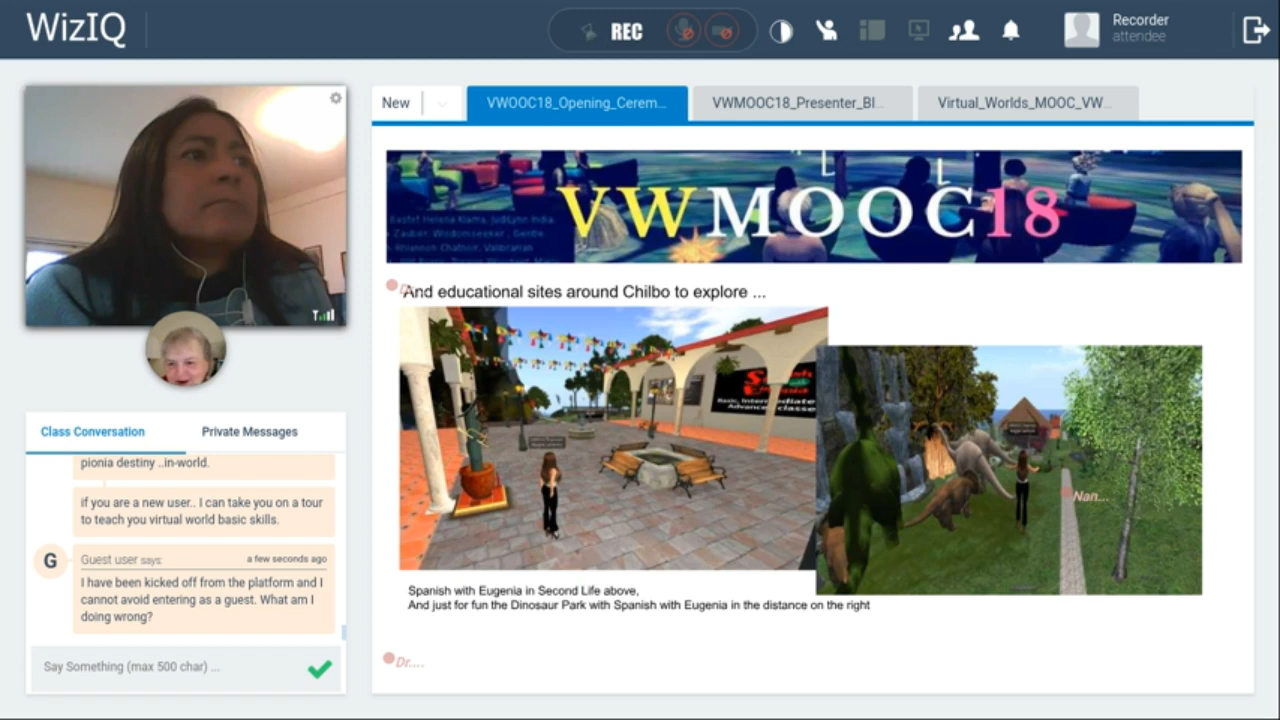 WizIQ
REC
Recorder
attendee
New
VWOOC18_Opening_Cerem...
VWMOOC18_Presenter_BI...
Virtual_Worlds_MOOC_VW...
VWMOOC18
And educational sites around Chilbo to explore ...
Spanish with Eugenia in Second Life above,
And just for fun the Dinosaur Park with Spanish with Eugenia in the distance on the right
Nan...
Dr....
Class Conversation
Private Messages
pionia destiny ..in-world.
if you are a new user.. I can take you on a tour
to teach you virtual world basic skills.
G
Guest user says:
a few seconds ago
I have been kicked off from the platform and I
cannot avoid entering as a guest. What am I
doing wrong?
Say Something (max 500 char) ...